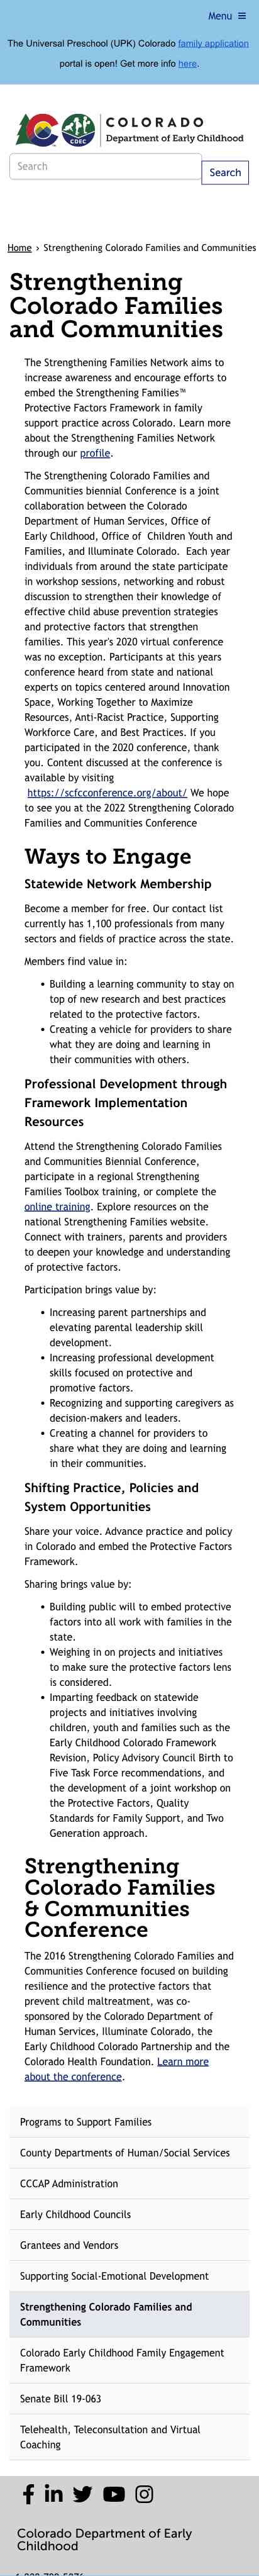 Menu ≡
The Universal Preschool (UPK) Colorado family application
portal is open! Get more info here.
CDEC
COLORADO
Department of Early Childhood
Search
Search
Home › Strengthening Colorado Families and Communities
Strengthening
Colorado Families
and Communities
The Strengthening Families Network aims to
increase awareness and encourage efforts to
embed the Strengthening Families™
Protective Factors Framework in family
support practice across Colorado. Learn more
about the Strengthening Families Network
through our profile.
The Strengthening Colorado Families and
Communities biennial Conference is a joint
collaboration between the Colorado
Department of Human Services, Office of
Early Childhood, Office of  Children Youth and
Families, and Illuminate Colorado.  Each year
individuals from around the state participate
in workshop sessions, networking and robust
discussion to strengthen their knowledge of
effective child abuse prevention strategies
and protective factors that strengthen
families. This year's 2020 virtual conference
was no exception. Participants at this years
conference heard from state and national
experts on topics centered around Innovation
Space, Working Together to Maximize
Resources, Anti-Racist Practice, Supporting
Workforce Care, and Best Practices. If you
participated in the 2020 conference, thank
you. Content discussed at the conference is
available by visiting
https://scfcconference.org/about/ We hope
to see you at the 2022 Strengthening Colorado
Families and Communities Conference
Ways to Engage
Statewide Network Membership
Become a member for free. Our contact list
currently has 1,100 professionals from many
sectors and fields of practice across the state.
Members find value in:
• Building a learning community to stay on
top of new research and best practices
related to the protective factors.
• Creating a vehicle for providers to share
what they are doing and learning in
their communities with others.
Professional Development through
Framework Implementation
Resources
Attend the Strengthening Colorado Families
and Communities Biennial Conference,
participate in a regional Strengthening
Families Toolbox training, or complete the
online training. Explore resources on the
national Strengthening Families website.
Connect with trainers, parents and providers
to deepen your knowledge and understanding
of protective factors.
Participation brings value by:
• Increasing parent partnerships and
elevating parental leadership skill
development.
• Increasing professional development
skills focused on protective and
promotive factors.
• Recognizing and supporting caregivers as
decision-makers and leaders.
• Creating a channel for providers to
share what they are doing and learning
in their communities.
Shifting Practice, Policies and
System Opportunities
Share your voice. Advance practice and policy
in Colorado and embed the Protective Factors
Framework.
Sharing brings value by:
• Building public will to embed protective
factors into all work with families in the
state.
• Weighing in on projects and initiatives
to make sure the protective factors lens
is considered.
• Imparting feedback on statewide
projects and initiatives involving
children, youth and families such as the
Early Childhood Colorado Framework
Revision, Policy Advisory Council Birth to
Five Task Force recommendations, and
the development of a joint workshop on
the Protective Factors, Quality
Standards for Family Support, and Two
Generation approach.
Strengthening
Colorado Families
& Communities
Conference
The 2016 Strengthening Colorado Families and
Communities Conference focused on building
resilience and the protective factors that
prevent child maltreatment, was co-
sponsored by the Colorado Department of
Human Services, Illuminate Colorado, the
Early Childhood Colorado Partnership and the
Colorado Health Foundation. Learn more
about the conference.
Programs to Support Families
County Departments of Human/Social Services
CCCAP Administration
Early Childhood Councils
Grantees and Vendors
Supporting Social-Emotional Development
Strengthening Colorado Families and
Communities
Colorado Early Childhood Family Engagement
Framework
Senate Bill 19-063
Telehealth, Teleconsultation and Virtual
Coaching
Colorado Department of Early
Childhood